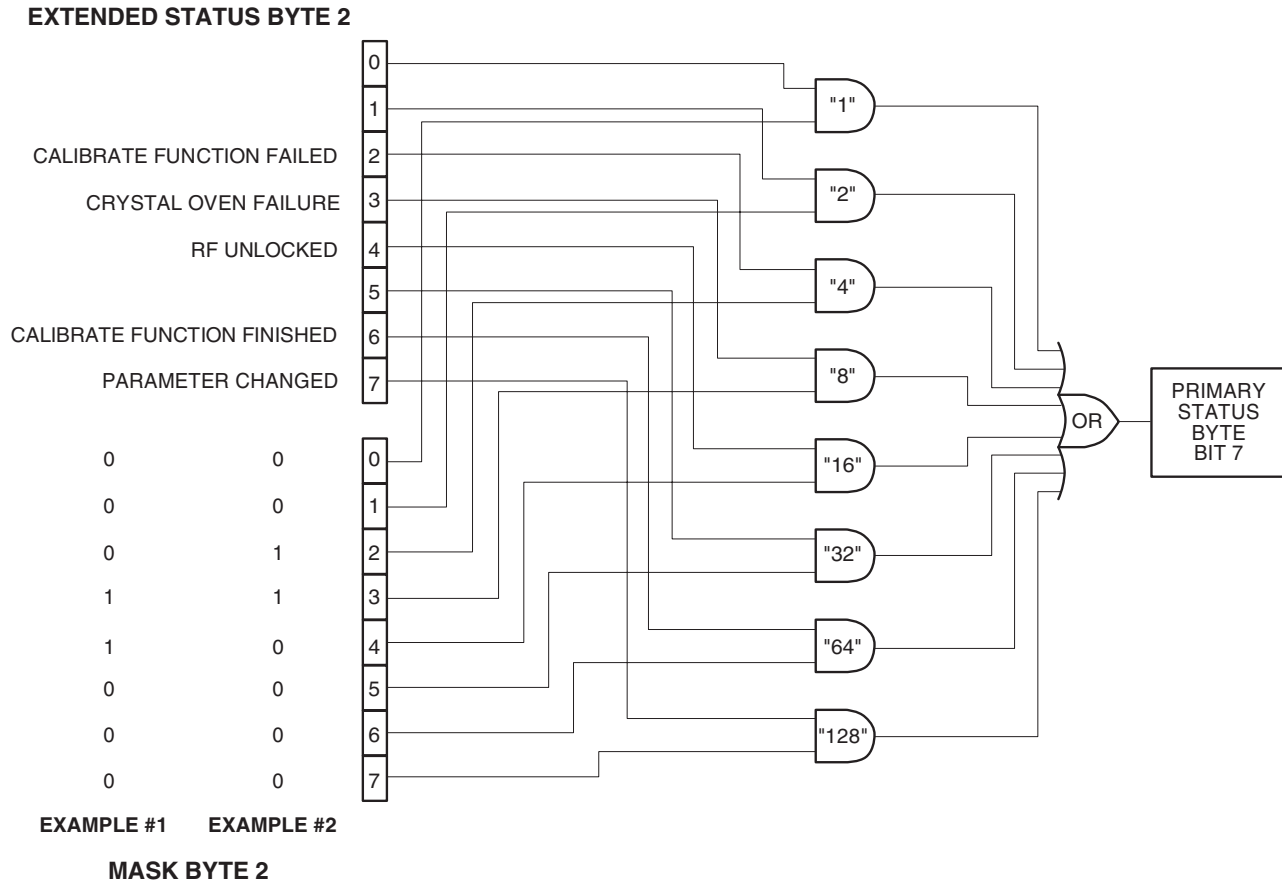 EXTENDED STATUS BYTE 2
0
1
CALIBRATE FUNCTION FAILED 2
CRYSTAL OVEN FAILURE 3
RF UNLOCKED 4
5
CALIBRATE FUNCTION FINISHED 6
PARAMETER CHANGED 7
0 0 0
0 0 1
0 1 2
1 1 3
1 0 4
0 0 5
0 0 6
0 0 7
EXAMPLE #1 EXAMPLE #2
MASK BYTE 2
"1"
"2"
"4"
"8"
"16"
"32"
"64"
"128"
OR
PRIMARY
STATUS
BYTE
BIT 7